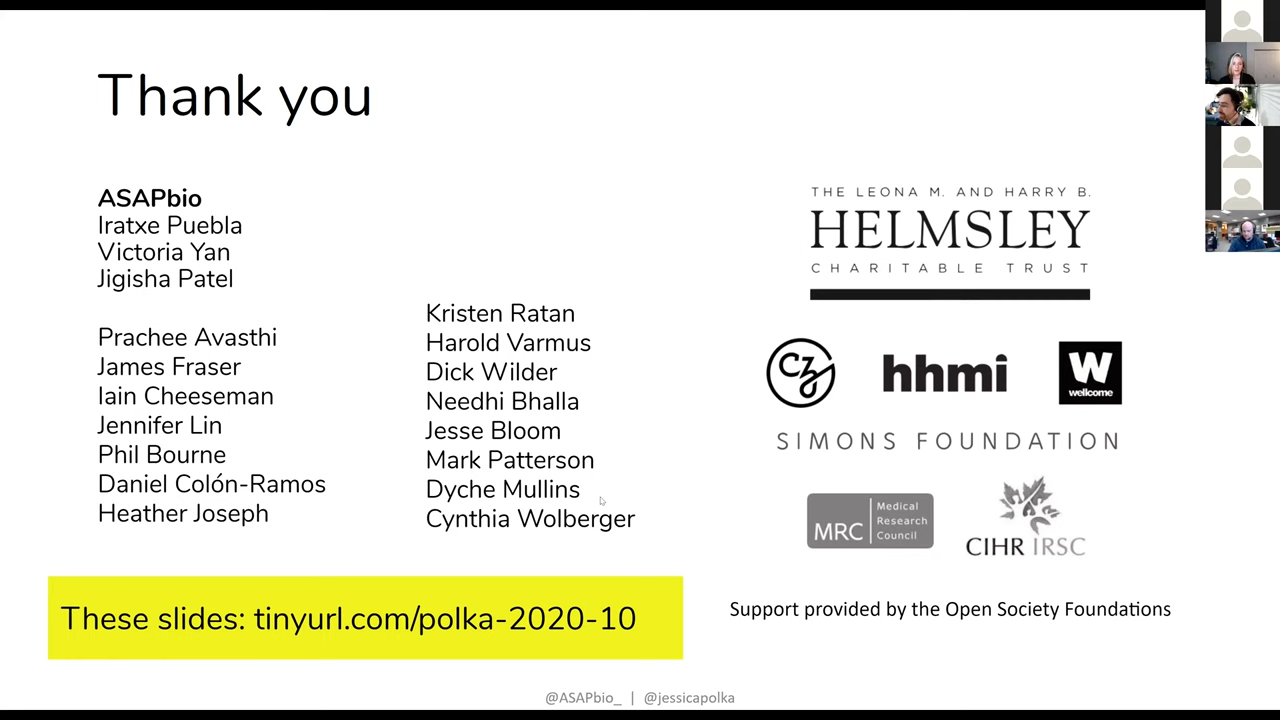 Thank you
ASAPbio
Iratxe Puebla
Victoria Yan
Jigisha Patel
Prachee Avasthi
James Fraser
Iain Cheeseman
Jennifer Lin
Phil Bourne
Daniel Colón-Ramos
Heather Joseph
Kristen Ratan
Harold Varmus
Dick Wilder
Needhi Bhalla
Jesse Bloom
Mark Patterson
Dyche Mullins
Cynthia Wolberger
THE LEONA M. AND HARRY B.
HELMSLEY
CHARITABLE TRUST
CZ
hhmi
W
wellcome
SIMONS FOUNDATION
MRC
Medical
Research
Council
CIHR IRSC
These slides: tinyurl.com/polka-2020-10
Support provided by the Open Society Foundations
@ASAPbio_ | @jessicapolka